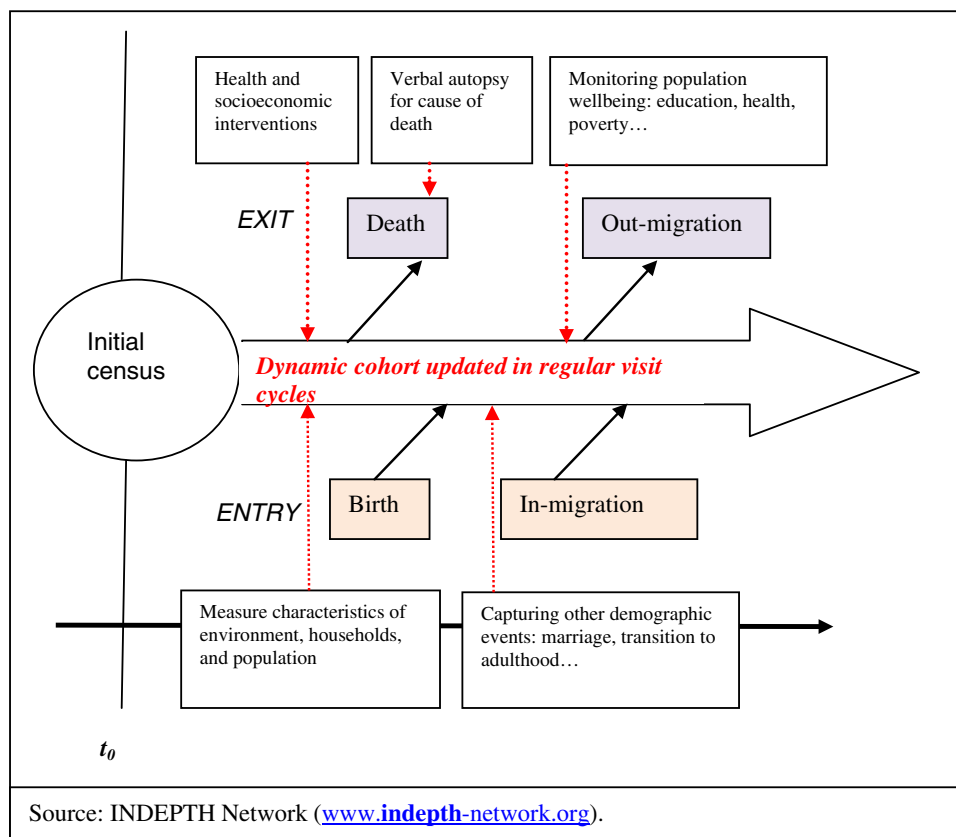 Health and
socioeconomic
interventions
Verbal autopsy
for cause of
death
Monitoring population
wellbeing: education, health,
poverty…
EXIT
Death
Out-migration
Initial
census
Dynamic cohort updated in regular visit
cycles
ENTRY
Birth
In-migration
Measure characteristics of
environment, households,
and population
Capturing other demographic
events: marriage, transition to
adulthood…
t0
Source: INDEPTH Network (www.indepth-network.org).